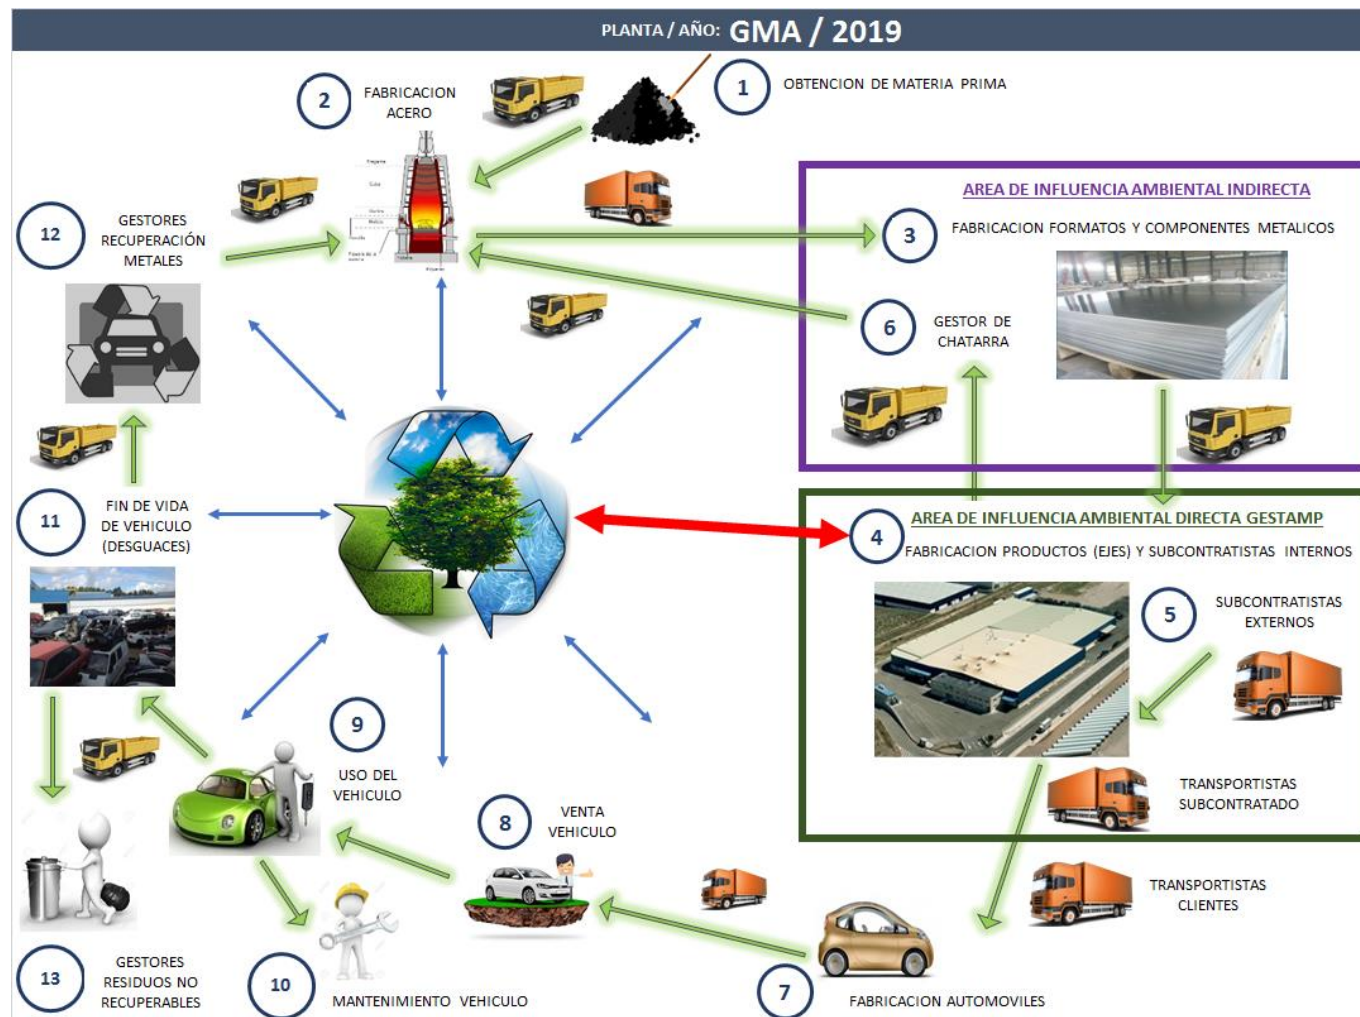 PLANTA / AÑO: GMA / 2019
1
OBTENCION DE MATERIA PRIMA
2
FABRICACION
ACERO
AREA DE INFLUENCIA AMBIENTAL INDIRECTA
3
FABRICACION FORMATOS Y COMPONENTES METALICOS
12
GESTORES
RECUPERACIÓN
METALES
6
GESTOR DE
CHATARRA
11
FIN DE VIDA
DE VEHICULO
(DESGUACES)
AREA DE INFLUENCIA AMBIENTAL DIRECTA GESTAMP
4
FABRICACION PRODUCTOS (EJES) Y SUBCONTRATISTAS INTERNOS
5
SUBCONTRATISTAS
EXTERNOS
9
USO DEL
VEHICULO
TRANSPORTISTAS
SUBCONTRATADO
8
VENTA
VEHICULO
TRANSPORTISTAS
CLIENTES
13
GESTORES
RESIDUOS NO
RECUPERABLES
10
MANTENIMIENTO VEHICULO
7
FABRICACION AUTOMOVILES